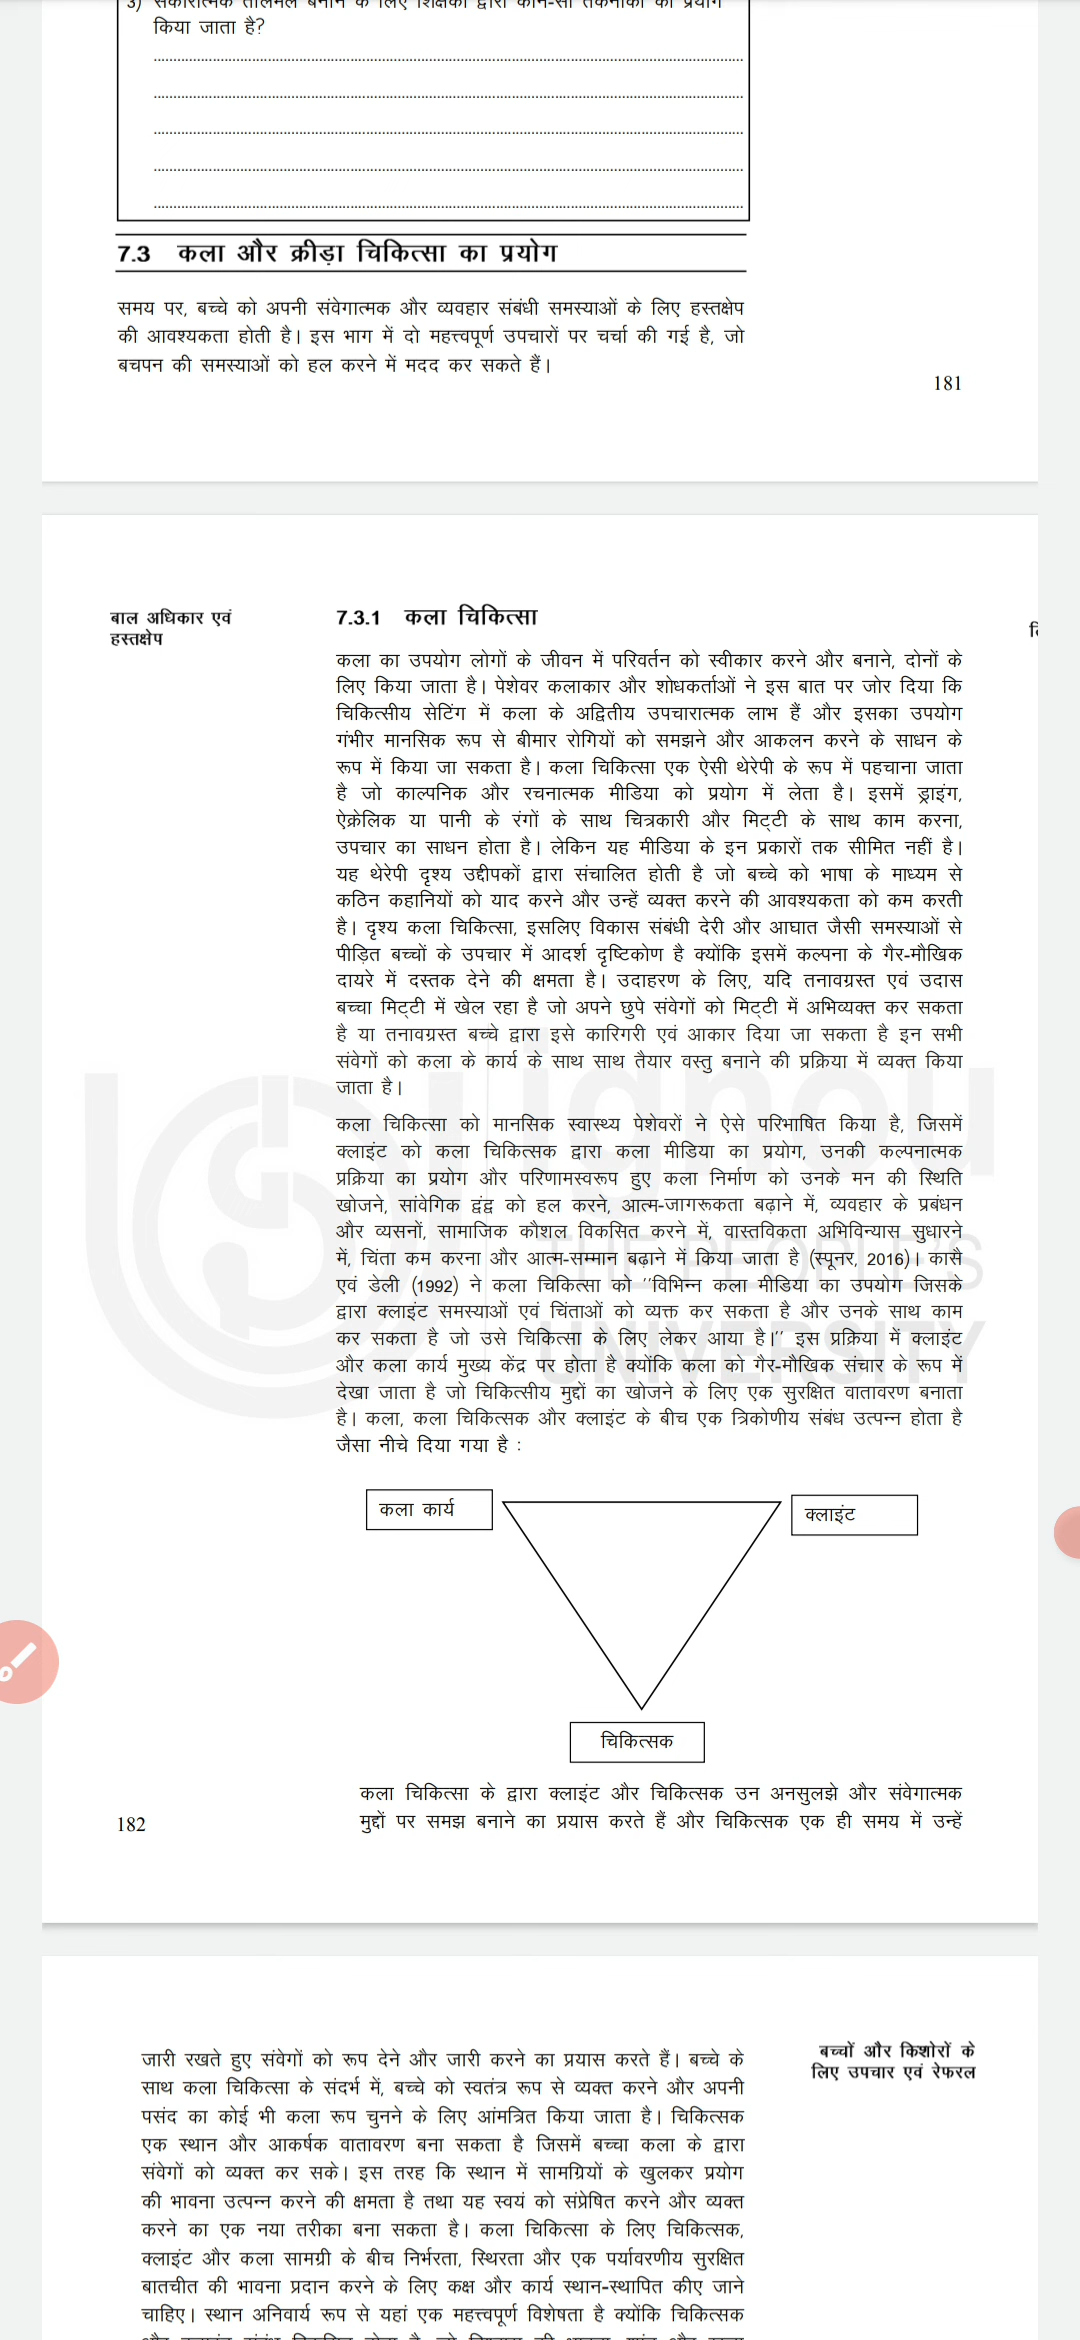 3) सकारात्मक तालमेल बनाने के लिए शिक्षकों द्वारा कौन-सी तकनीकों का प्रयोग
किया जाता है?
7.3 कला और क्रीड़ा चिकित्सा का प्रयोग
समय पर, बच्चे को अपनी संवेगात्मक और व्यवहार संबंधी समस्याओं के लिए हस्तक्षेप
की आवश्यकता होती है। इस भाग में दो महत्त्वपूर्ण उपचारों पर चर्चा की गई है, जो
बचपन की समस्याओं को हल करने में मदद कर सकते हैं।
181
बाल अधिकार एवं
हस्तक्षेप
7.3.1 कला चिकित्सा
कला का उपयोग लोगों के जीवन में परिवर्तन को स्वीकार करने और बनाने, दोनों के
लिए किया जाता है। पेशेवर कलाकार और शोधकर्ताओं ने इस बात पर जोर दिया कि
चिकित्सीय सेटिंग में कला के अद्वितीय उपचारात्मक लाभ हैं और इसका उपयोग
गंभीर मानसिक रूप से बीमार रोगियों को समझने और आकलन करने के साधन के
रूप में किया जा सकता है। कला चिकित्सा एक ऐसी थेरेपी के रूप में पहचाना जाता
है जो काल्पनिक और रचनात्मक मीडिया को प्रयोग में लेता है। इसमें ड्राइंग,
ऐक्रेलिक या पानी के रंगों के साथ चित्रकारी और मिट्टी के साथ काम करना,
उपचार का साधन होता है। लेकिन यह मीडिया के इन प्रकारों तक सीमित नहीं है।
यह थेरेपी दृश्य उद्दीपकों द्वारा संचालित होती है जो बच्चे को भाषा के माध्यम से
कठिन कहानियों को याद करने और उन्हें व्यक्त करने की आवश्यकता को कम करती
है। दृश्य कला चिकित्सा, इसलिए विकास संबंधी देरी और आघात जैसी समस्याओं से
पीड़ित बच्चों के उपचार में आदर्श दृष्टिकोण है क्योंकि इसमें कल्पना के गैर-मौखिक
दायरे में दस्तक देने की क्षमता है। उदाहरण के लिए, यदि तनावग्रस्त एवं उदास
बच्चा मिट्टी में खेल रहा है जो अपने छुपे संवेगों को मिट्टी में अभिव्यक्त कर सकता
है या तनावग्रस्त बच्चे द्वारा इसे कारिगरी एवं आकार दिया जा सकता है इन सभी
संवेगों को कला के कार्य के साथ साथ तैयार वस्तु बनाने की प्रक्रिया में व्यक्त किया
जाता है।
कला चिकित्सा को मानसिक स्वास्थ्य पेशेवरों ने ऐसे परिभाषित किया है, जिसमें
क्लाइंट को कला चिकित्सक द्वारा कला मीडिया का प्रयोग, उनकी कल्पनात्मक
प्रक्रिया का प्रयोग और परिणामस्वरूप हुए कला निर्माण को उनके मन की स्थिति
खोजने, सांवेगिक द्वंद्व को हल करने, आत्म-जागरूकता बढ़ाने में, व्यवहार के प्रबंधन
और व्यसनों, सामाजिक कौशल विकसित करने में, वास्तविकता अभिविन्यास सुधारने
में, चिंता कम करना और आत्म-सम्मान बढ़ाने में किया जाता है (स्पूनर, 2016)। कासै
एवं डेली (1992) ने कला चिकित्सा को ''विभिन्न कला मीडिया का उपयोग जिसके
द्वारा क्लाइंट समस्याओं एवं चिंताओं को व्यक्त कर सकता है और उनके साथ काम
कर सकता है जो उसे चिकित्सा के लिए लेकर आया है।'' इस प्रक्रिया में क्लाइंट
और कला कार्य मुख्य केंद्र पर होता है क्योंकि कला को गैर-मौखिक संचार के रूप में
देखा जाता है जो चिकित्सीय मुद्दों का खोजने के लिए एक सुरक्षित वातावरण बनाता
है। कला, कला चिकित्सक और क्लाइंट के बीच एक त्रिकोणीय संबंध उत्पन्न होता है
जैसा नीचे दिया गया है :
ignou
THE PEOPLE'S
UNIVERSITY
कला कार्य
क्लाइंट
चिकित्सक
कला चिकित्सा के द्वारा क्लाइंट और चिकित्सक उन अनसुलझे और संवेगात्मक
मुद्दों पर समझ बनाने का प्रयास करते हैं और चिकित्सक एक ही समय में उन्हें
182
बच्चों और किशोरों के
लिए उपचार एवं रेफरल
जारी रखते हुए संवेगों को रूप देने और जारी करने का प्रयास करते हैं। बच्चे के
साथ कला चिकित्सा के संदर्भ में, बच्चे को स्वतंत्र रूप से व्यक्त करने और अपनी
पसंद का कोई भी कला रूप चुनने के लिए आंमत्रित किया जाता है। चिकित्सक
एक स्थान और आकर्षक वातावरण बना सकता है जिसमें बच्चा कला के द्वारा
संवेगों को व्यक्त कर सके। इस तरह कि स्थान में सामग्रियों के खुलकर प्रयोग
की भावना उत्पन्न करने की क्षमता है तथा यह स्वयं को संप्रेषित करने और व्यक्त
करने का एक नया तरीका बना सकता है। कला चिकित्सा के लिए चिकित्सक,
क्लाइंट और कला सामग्री के बीच निर्भरता, स्थिरता और एक पर्यावरणीय सुरक्षित
बातचीत की भावना प्रदान करने के लिए कक्ष और कार्य स्थान-स्थापित कीए जाने
चाहिए। स्थान अनिवार्य रूप से यहां एक महत्त्वपूर्ण विशेषता है क्योंकि चिकित्सक